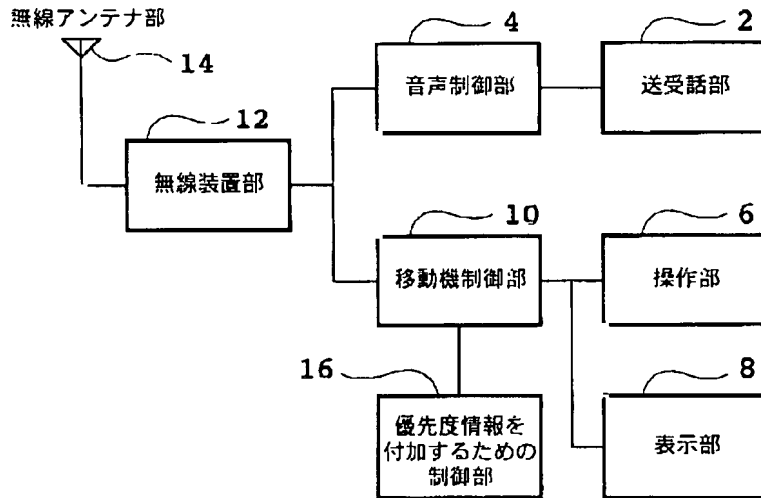 無線アンテナ部
14
4
2
音声制御部
送受話部
12
無線装置部
10
6
移動機制御部
操作部
16
8
優先度情報を
付加するための
制御部
表示部